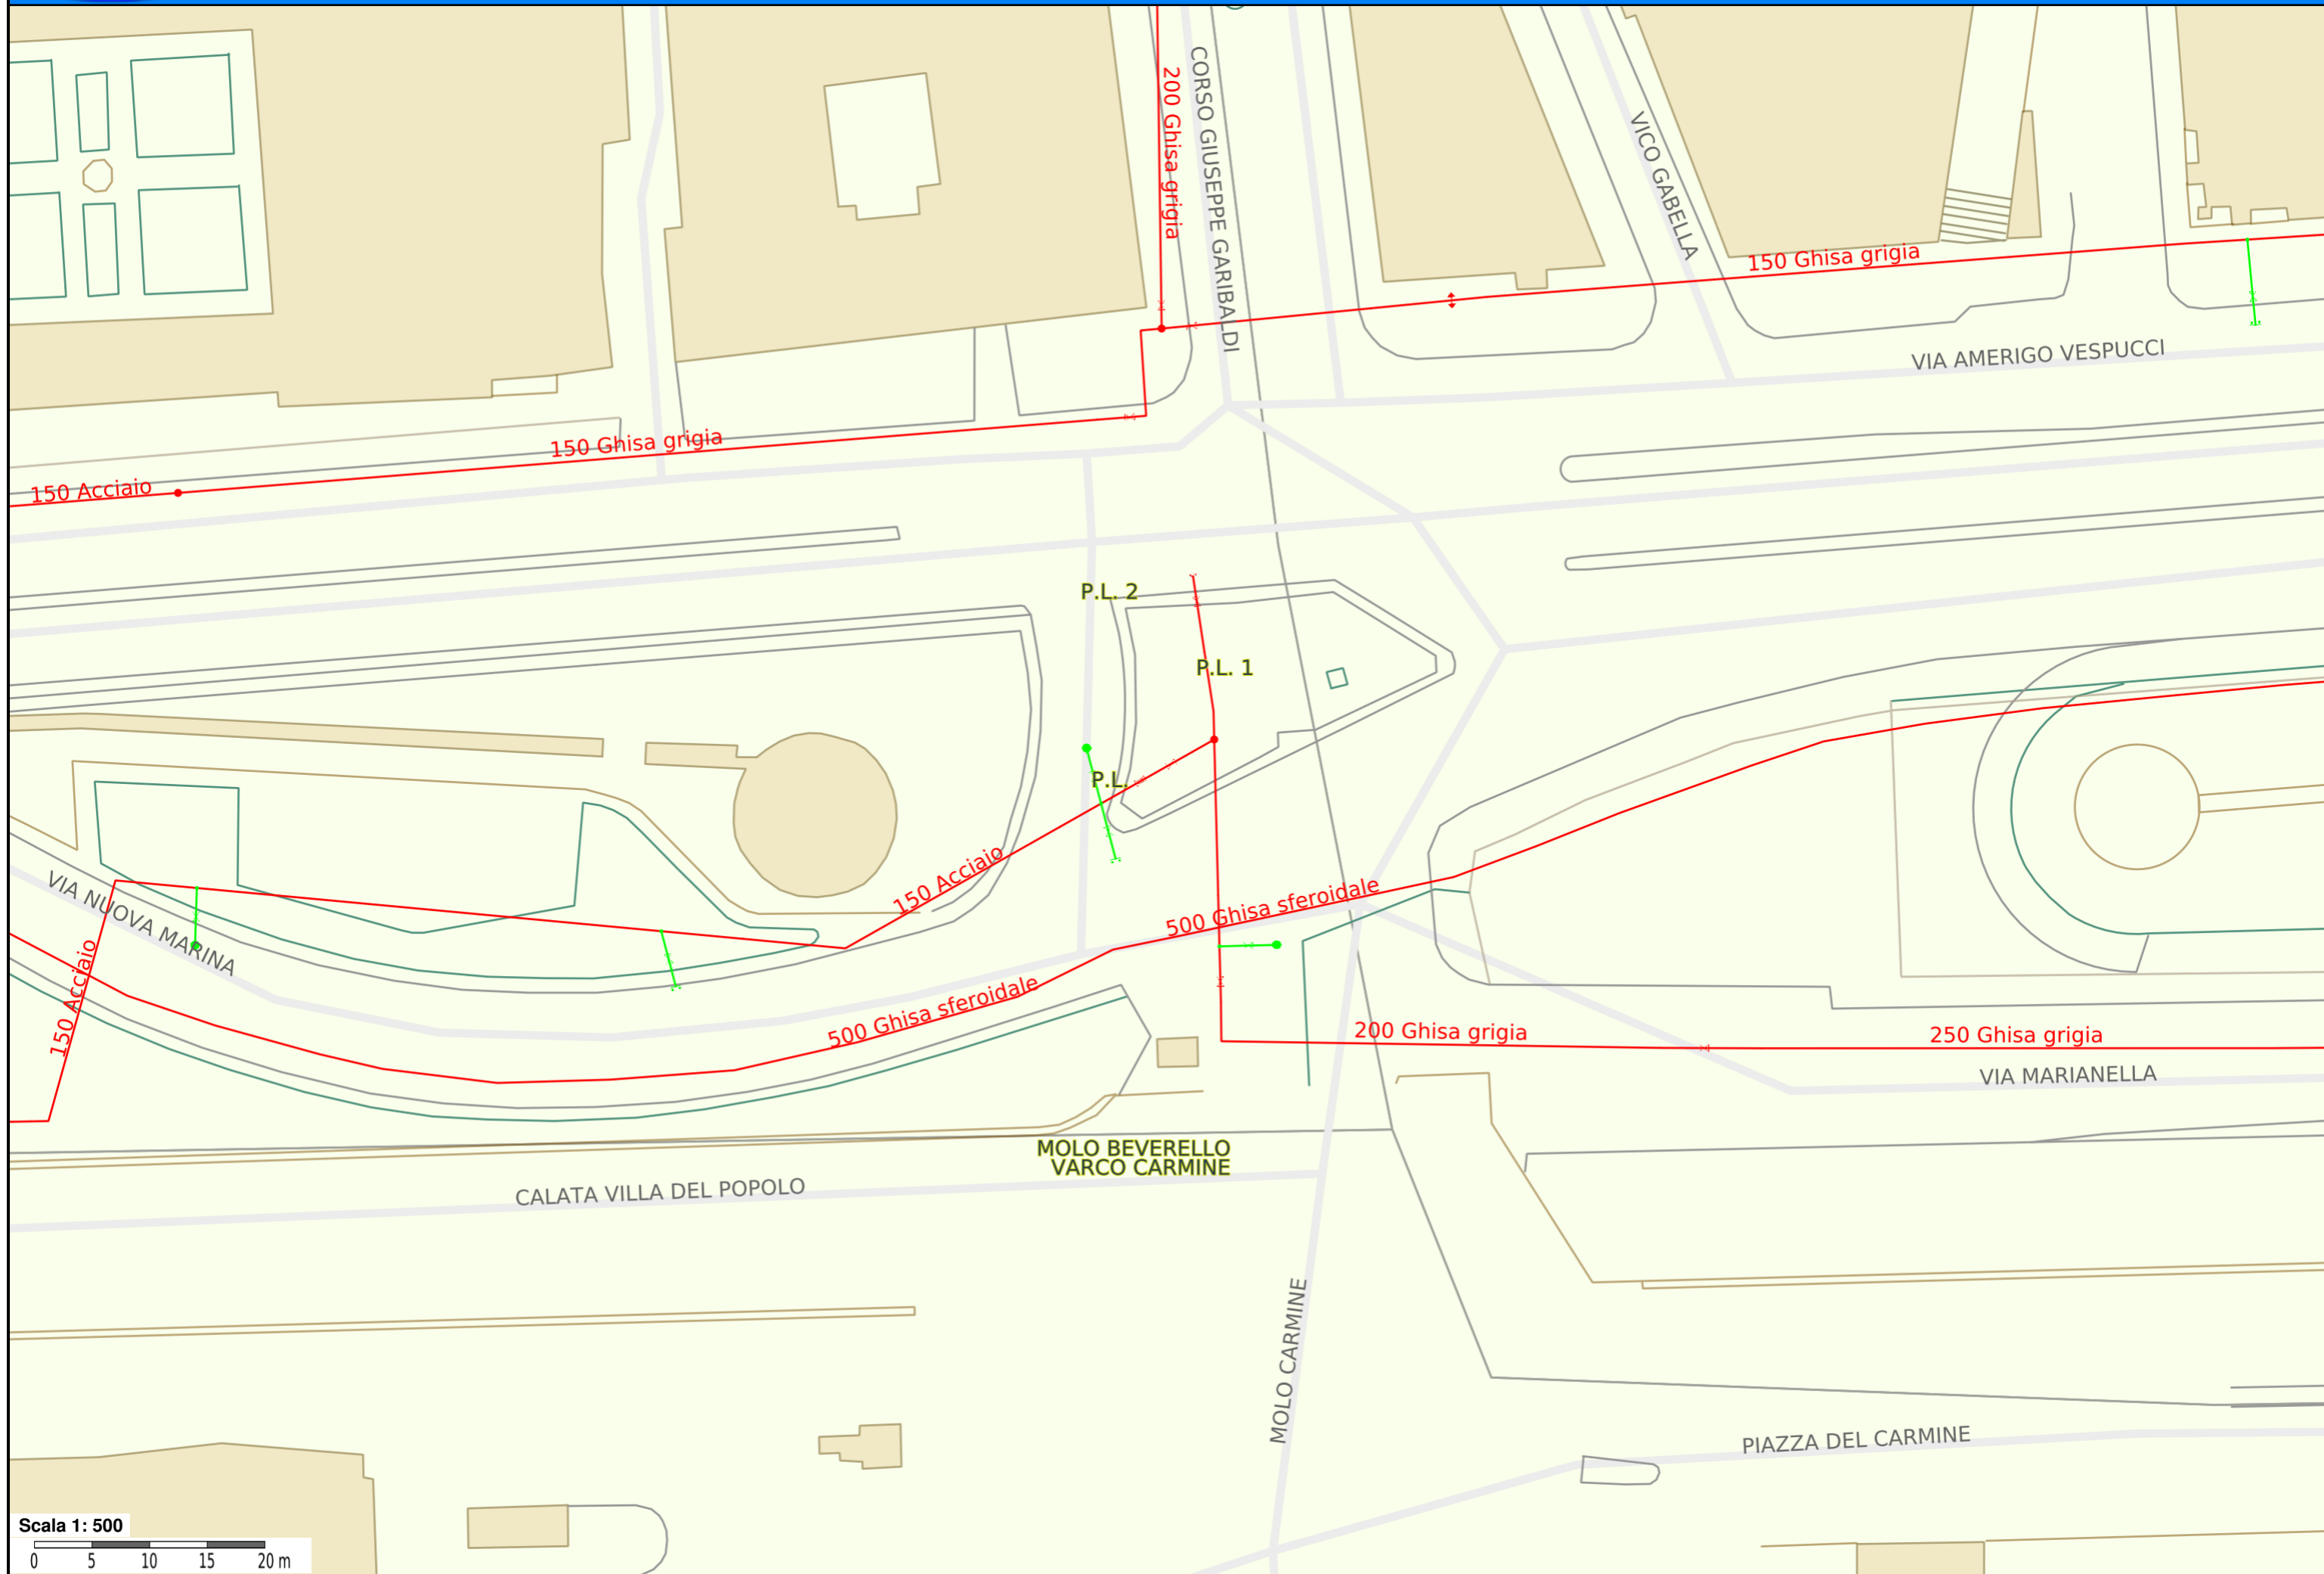 200 Ghisa grigia
CORSO GIUSEPPE GARIBALDI
VICO GABELLA
150 Ghisa grigia
VIA AMERIGO VESPUCCI
150 Ghisa grigia
150 Acciaio
P.L. 2
P.L. 1
P.L.
150 Acciaio
VIA NUOVA MARINA
500 Ghisa sferoidale
150 Acciaio
500 Ghisa sferoidale
200 Ghisa grigia
250 Ghisa grigia
VIA MARIANELLA
MOLO BEVERELLO
VARCO CARMINE
CALATA VILLA DEL POPOLO
MOLO CARMINE
PIAZZA DEL CARMINE
Scala 1: 500
0 5 10 15 20 m